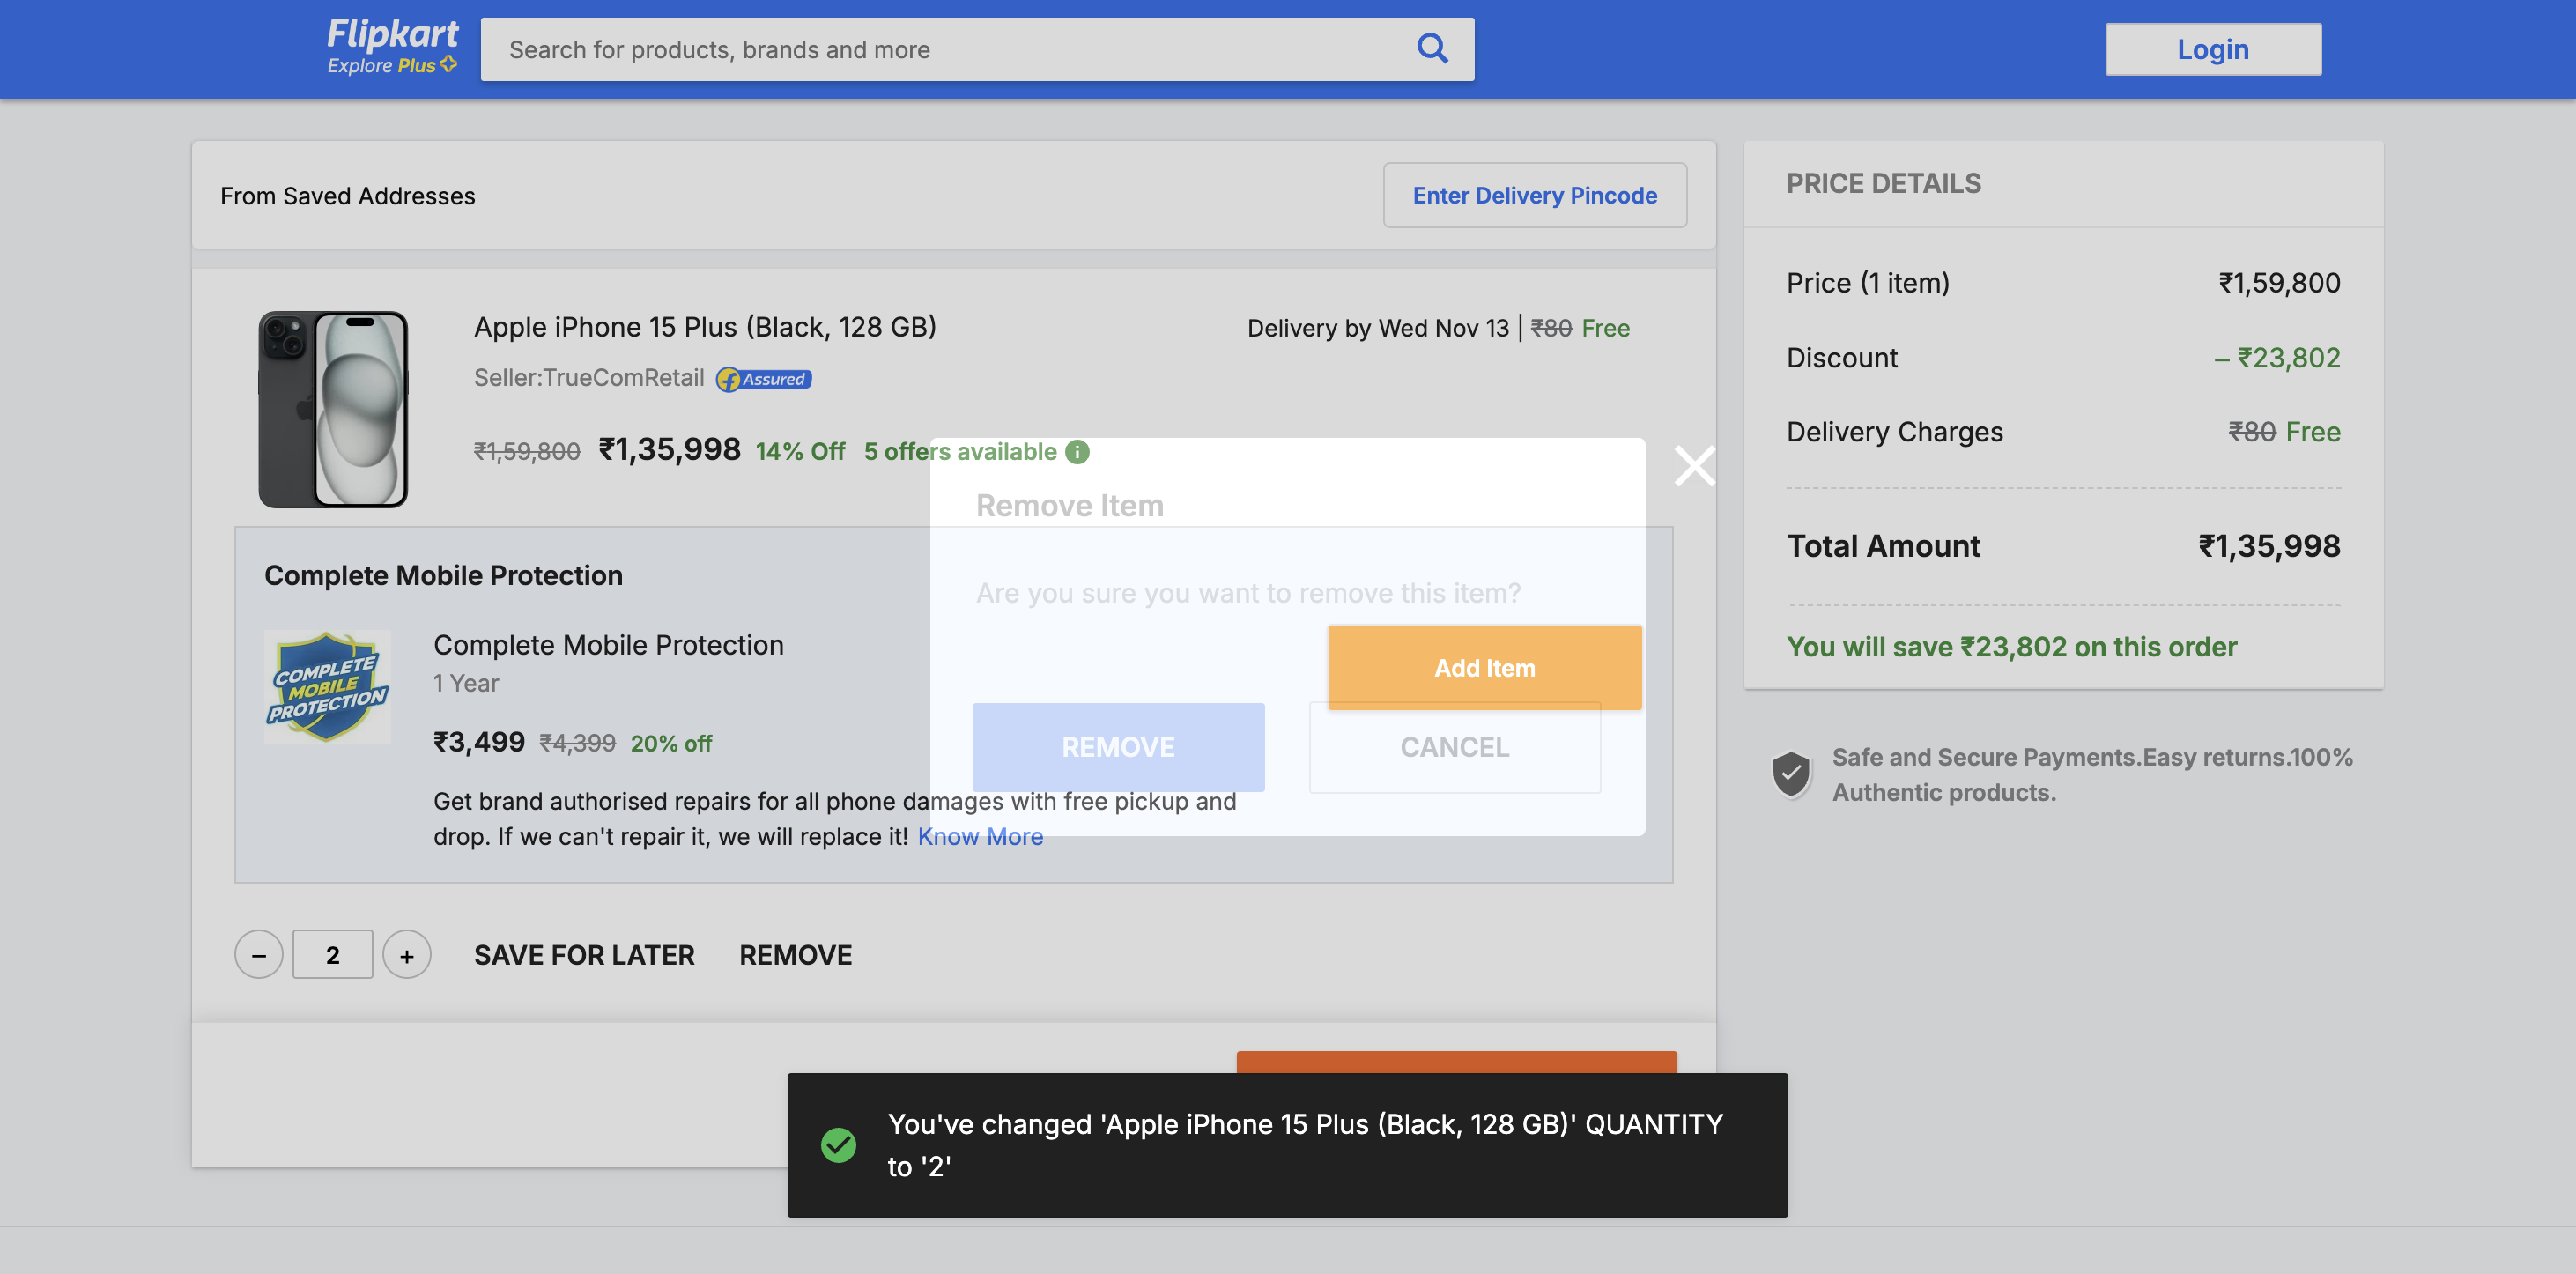 Flipkart
Explore Plus
Search for products, brands and more
Login
From Saved Addresses
Enter Delivery Pincode
Apple iPhone 15 Plus (Black, 128 GB)
Delivery by Wed Nov 13 | ₹80 Free
Seller:TrueComRetail
Assured
₹1,59,800 ₹1,35,998 14% Off 5 offers available
Remove Item
Are you sure you want to remove this item?
Add Item
REMOVE
CANCEL
Complete Mobile Protection
COMPLETE
MOBILE
PROTECTION
Complete Mobile Protection
1 Year
₹3,499 ₹4,399 20% off
Get brand authorised repairs for all phone damages with free pickup and
drop. If we can't repair it, we will replace it! Know More
− 2 + SAVE FOR LATER REMOVE
PRICE DETAILS
Price (1 item) ₹1,59,800
Discount − ₹23,802
Delivery Charges ₹80 Free
Total Amount ₹1,35,998
You will save ₹23,802 on this order
Safe and Secure Payments.Easy returns.100%
Authentic products.
You've changed 'Apple iPhone 15 Plus (Black, 128 GB)' QUANTITY
to '2'